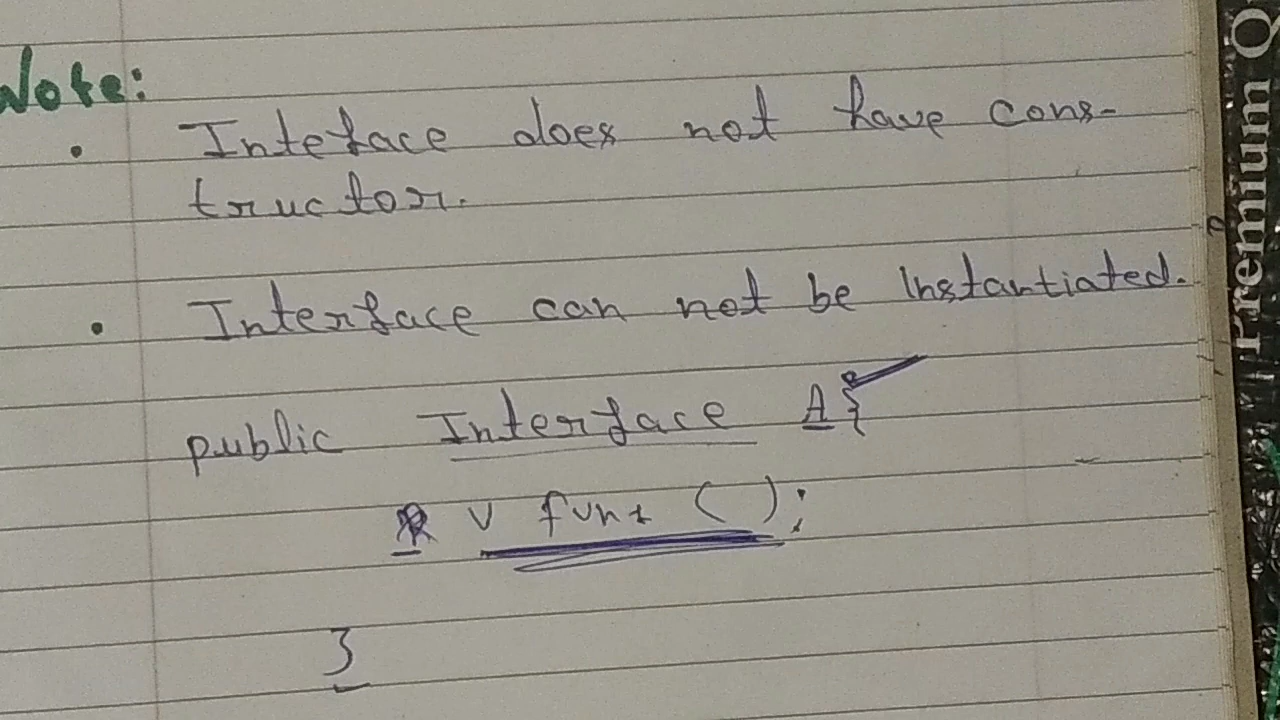 Note:
• Inteface does not have cons-
tructor.
• Interface can not be Instantiated.
public Interface A{
V fun1 ();
}
Premium Q